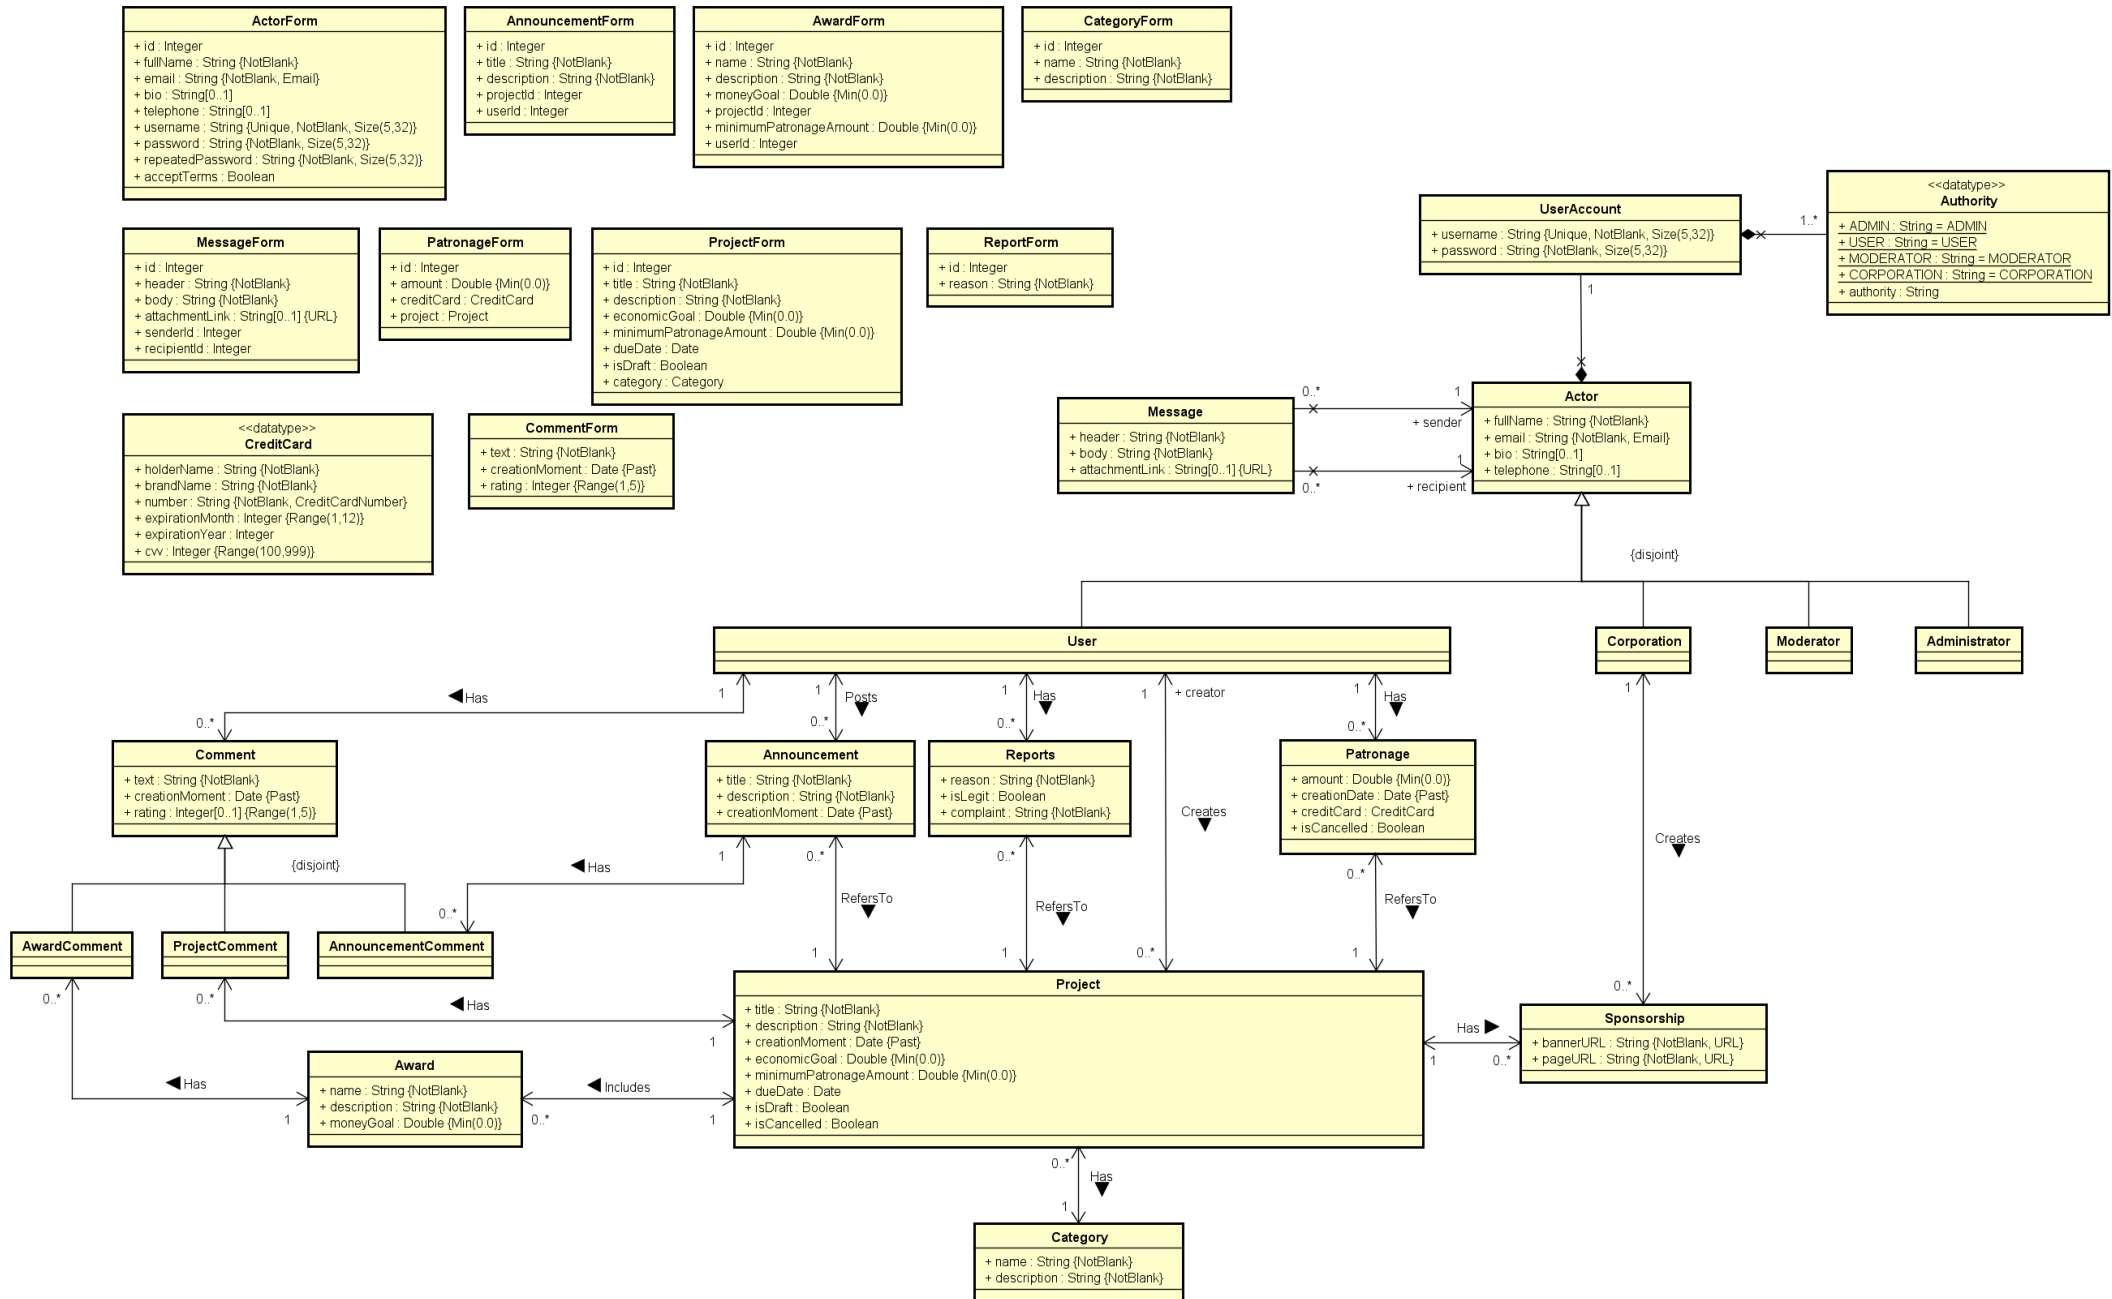 ActorForm
+ id : Integer
+ fullName : String {NotBlank}
+ email : String {NotBlank, Email}
+ bio : String[0..1]
+ telephone : String[0..1]
+ username : String {Unique, NotBlank, Size(5,32)}
+ password : String {NotBlank, Size(5,32)}
+ repeatedPassword : String {NotBlank, Size(5,32)}
+ acceptTerms : Boolean
AnnouncementForm
+ id : Integer
+ title : String {NotBlank}
+ description : String {NotBlank}
+ projectId : Integer
+ userId : Integer
AwardForm
+ id : Integer
+ name : String {NotBlank}
+ description : String {NotBlank}
+ moneyGoal : Double {Min(0.0)}
+ projectId : Integer
+ minimumPatronageAmount : Double {Min(0.0)}
+ userId : Integer
CategoryForm
+ id : Integer
+ name : String {NotBlank}
+ description : String {NotBlank}
MessageForm
+ id : Integer
+ header : String {NotBlank}
+ body : String {NotBlank}
+ attachmentLink : String[0..1] {URL}
+ senderId : Integer
+ recipientId : Integer
PatronageForm
+ id : Integer
+ amount : Double {Min(0.0)}
+ creditCard : CreditCard
+ project : Project
ProjectForm
+ id : Integer
+ title : String {NotBlank}
+ description : String {NotBlank}
+ economicGoal : Double {Min(0.0)}
+ minimumPatronageAmount : Double {Min(0.0)}
+ dueDate : Date
+ isDraft : Boolean
+ category : Category
ReportForm
+ id : Integer
+ reason : String {NotBlank}
UserAccount
+ username : String {Unique, NotBlank, Size(5,32)}
+ password : String {NotBlank, Size(5,32)}
1..*
<<datatype>>
Authority
+ ADMIN : String = ADMIN
+ USER : String = USER
+ MODERATOR : String = MODERATOR
+ CORPORATION : String = CORPORATION
+ authority : String
1
<<datatype>>
CreditCard
+ holderName : String {NotBlank}
+ brandName : String {NotBlank}
+ number : String {NotBlank, CreditCardNumber}
+ expirationMonth : Integer {Range(1,12)}
+ expirationYear : Integer
+ cvv : Integer {Range(100,999)}
CommentForm
+ text : String {NotBlank}
+ creationMoment : Date {Past}
+ rating : Integer {Range(1,5)}
Message
+ header : String {NotBlank}
+ body : String {NotBlank}
+ attachmentLink : String[0..1] {URL}
0..*
1
+ sender
1
0..*
+ recipient
Actor
+ fullName : String {NotBlank}
+ email : String {NotBlank, Email}
+ bio : String[0..1]
+ telephone : String[0..1]
{disjoint}
User
Corporation
Moderator
Administrator
Has
1
0..*
1
Posts
0..*
1
Has
0..*
1
+ creator
1
Has
0..*
1
Comment
+ text : String {NotBlank}
+ creationMoment : Date {Past}
+ rating : Integer[0..1] {Range(1,5)}
Announcement
+ title : String {NotBlank}
+ description : String {NotBlank}
+ creationMoment : Date {Past}
Reports
+ reason : String {NotBlank}
+ isLegit : Boolean
+ complaint : String {NotBlank}
Creates
Patronage
+ amount : Double {Min(0.0)}
+ creationDate : Date {Past}
+ creditCard : CreditCard
+ isCancelled : Boolean
Creates
{disjoint}
Has
1
0..*
0..*
RefersTo
1
0..*
RefersTo
1
0..*
0..*
RefersTo
1
0..*
AwardComment
ProjectComment
AnnouncementComment
0..*
0..*
Has
1
Project
+ title : String {NotBlank}
+ description : String {NotBlank}
+ creationMoment : Date {Past}
+ economicGoal : Double {Min(0.0)}
+ minimumPatronageAmount : Double {Min(0.0)}
+ dueDate : Date
+ isDraft : Boolean
+ isCancelled : Boolean
Has
1
0..*
Sponsorship
+ bannerURL : String {NotBlank, URL}
+ pageURL : String {NotBlank, URL}
Has
1
Award
+ name : String {NotBlank}
+ description : String {NotBlank}
+ moneyGoal : Double {Min(0.0)}
Includes
0..*
1
0..*
Has
1
Category
+ name : String {NotBlank}
+ description : String {NotBlank}